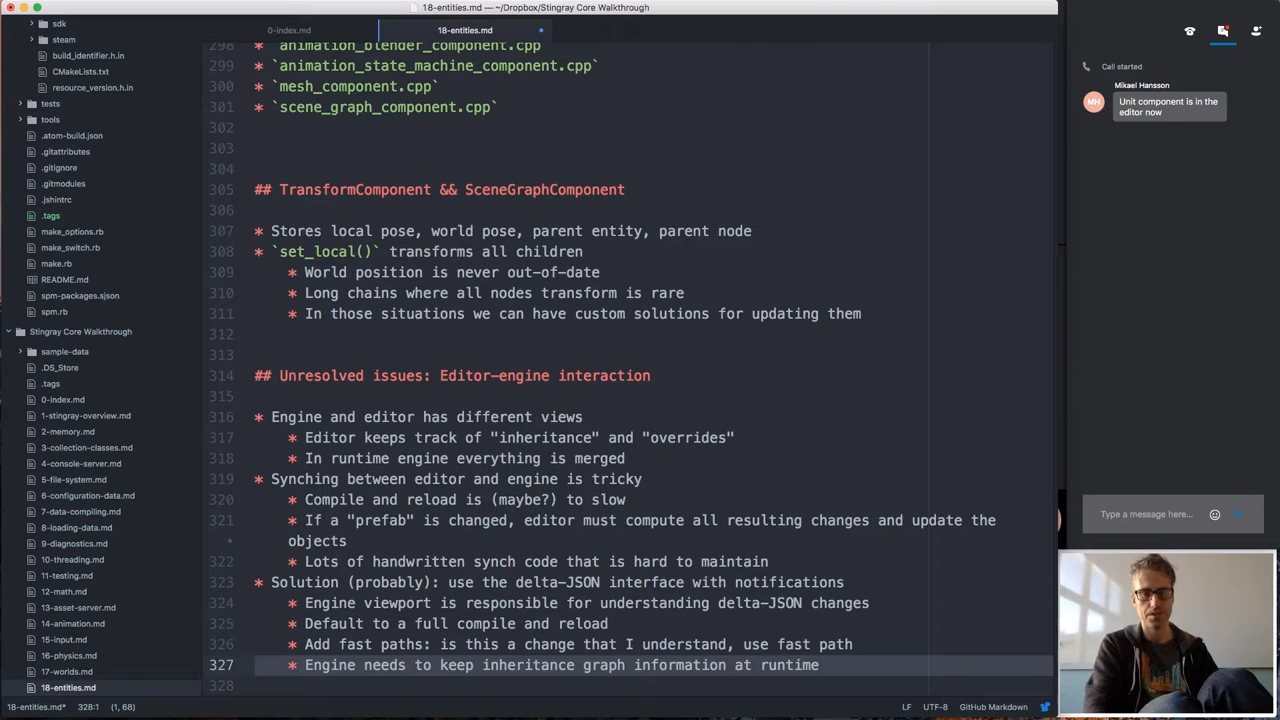 18-entities.md — ~/Dropbox/Stingray Core Walkthrough
0-index.md
18-entities.md
sdk
steam
build_identifier.h.in
CMakeLists.txt
resource_version.h.in
tests
tools
.atom-build.json
.gitattributes
.gitignore
.gitmodules
.jshintrc
.tags
make_options.rb
make_switch.rb
make.rb
README.md
spm-packages.sjson
spm.rb
Stingray Core Walkthrough
sample-data
.DS_Store
.tags
0-index.md
1-stingray-overview.md
2-memory.md
3-collection-classes.md
4-console-server.md
5-file-system.md
6-configuration-data.md
7-data-compiling.md
8-loading-data.md
9-diagnostics.md
10-threading.md
11-testing.md
12-math.md
13-asset-server.md
14-animation.md
15-input.md
16-physics.md
17-worlds.md
18-entities.md
298 * `animation_blender_component.cpp`
299 * `animation_state_machine_component.cpp`
300 * `mesh_component.cpp`
301 * `scene_graph_component.cpp`
302
303
304
305 ## TransformComponent && SceneGraphComponent
306
307 * Stores local pose, world pose, parent entity, parent node
308 * `set_local()` transforms all children
309 * World position is never out-of-date
310 * Long chains where all nodes transform is rare
311 * In those situations we can have custom solutions for updating them
312
313
314 ## Unresolved issues: Editor-engine interaction
315
316 * Engine and editor has different views
317 * Editor keeps track of "inheritance" and "overrides"
318 * In runtime engine everything is merged
319 * Synching between editor and engine is tricky
320 * Compile and reload is (maybe?) to slow
321 * If a "prefab" is changed, editor must compute all resulting changes and update the
• objects
322 * Lots of handwritten synch code that is hard to maintain
323 * Solution (probably): use the delta-JSON interface with notifications
324 * Engine viewport is responsible for understanding delta-JSON changes
325 * Default to a full compile and reload
326 * Add fast paths: is this a change that I understand, use fast path
327 * Engine needs to keep inheritance graph information at runtime
328
18-entities.md* 328:1 (1, 68)
LF UTF-8 GitHub Markdown
Call started
Mikael Hansson
MH
Unit component is in the
editor now
Type a message here...